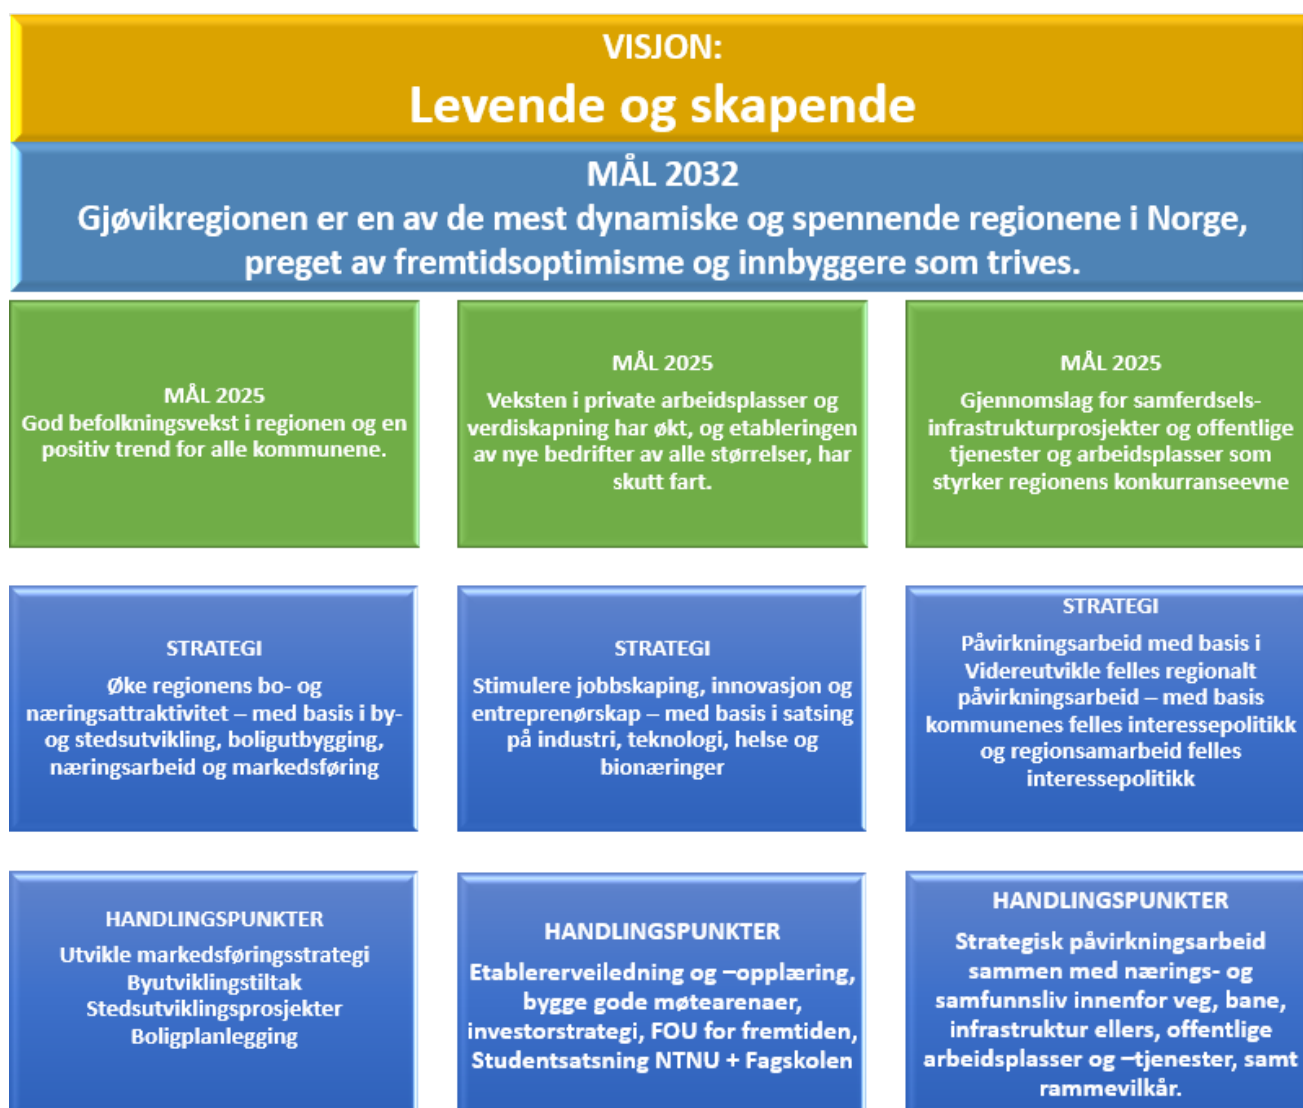 VISJON:
Levende og skapende
MÅL 2032
Gjøvikregionen er en av de mest dynamiske og spennende regionene i Norge,
preget av fremtidsoptimisme og innbyggere som trives.
MÅL 2025
God befolkningsvekst i regionen og en
positiv trend for alle kommunene.
MÅL 2025
Veksten i private arbeidsplasser og
verdiskapning har økt, og etableringen
av nye bedrifter av alle størrelser, har
skutt fart.
MÅL 2025
Gjennomslag for samferdsels-
infrastrukturprosjekter og offentlige
tjenester og arbeidsplasser som
styrker regionens konkurranseevne
STRATEGI
Øke regionens bo- og
næringsattraktivitet – med basis i by-
og stedsutvikling, boligutbygging,
næringsarbeid og markedsføring
STRATEGI
Stimulere jobbskaping, innovasjon og
entreprenørskap – med basis i satsing
på industri, teknologi, helse og
bionæringer
STRATEGI
Påvirkningsarbeid med basis i
Videreutvikle felles regionalt
påvirkningsarbeid – med basis
kommunenes felles interessepolitikk
og regionsamarbeid felles
interessepolitikk
HANDLINGSPUNKTER
Utvikle markedsføringsstrategi
Byutviklingstiltak
Stedsutviklingsprosjekter
Boligplanlegging
HANDLINGSPUNKTER
Etablererveiledning og –opplæring,
bygge gode møtearenaer,
investorstrategi, FOU for fremtiden,
Studentsatsning NTNU + Fagskolen
HANDLINGSPUNKTER
Strategisk påvirkningsarbeid
sammen med nærings- og
samfunnsliv innenfor veg, bane,
infrastruktur ellers, offentlige
arbeidsplasser og –tjenester, samt
rammevilkår.